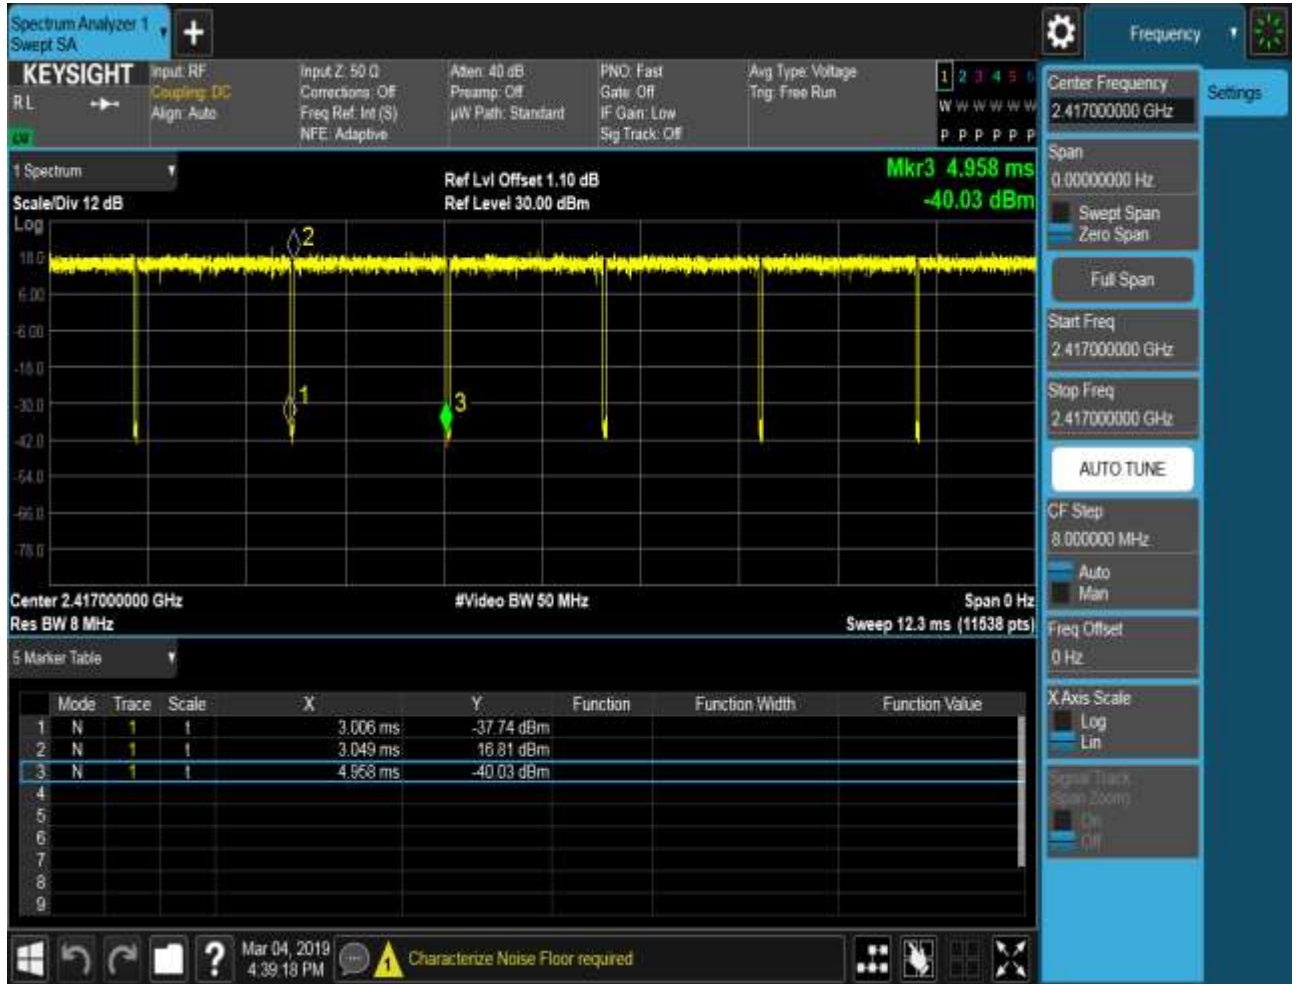 Spectrum Analyzer 1
Swept SA
+
Frequency
KEYSIGHT
RL
Input: RF
Coupling: DC
Align: Auto
Input Z: 50 Ω
Corrections: Off
Freq Ref: Int (S)
NFE: Adaptive
Atten: 40 dB
Preamp: Off
µW Path: Standard
PNO: Fast
Gate: Off
IF Gain: Low
Sig Track: Off
Avg Type: Voltage
Trig: Free Run
1 2 3 4 5 6
W W W W W W
P P P P P P
1 Spectrum
Scale/Div 12 dB
Ref Lvl Offset 1.10 dB
Ref Level 30.00 dBm
Mkr3 4.958 ms
-40.03 dBm
Log
18.0
6.00
-6.00
-18.0
-30.0
-42.0
-54.0
-66.0
-78.0
2
1
3
Center 2.417000000 GHz
Res BW 8 MHz
#Video BW 50 MHz
Span 0 Hz
Sweep 12.3 ms (11538 pts)
5 Marker Table
Mode Trace Scale X Y Function Function Width Function Value
1 N 1 t 3.006 ms -37.74 dBm
2 N 1 t 3.049 ms 16.81 dBm
3 N 1 t 4.958 ms -40.03 dBm
4
5
6
7
8
9
Center Frequency
2.417000000 GHz
Settings
Span
0.00000000 Hz
Swept Span
Zero Span
Full Span
Start Freq
2.417000000 GHz
Stop Freq
2.417000000 GHz
AUTO TUNE
CF Step
8.000000 MHz
Auto
Man
Freq Offset
0 Hz
X Axis Scale
Log
Lin
Signal Track
(Span Zoom)
On
Off
?
Mar 04, 2019
4:39:18 PM
1
Characterize Noise Floor required